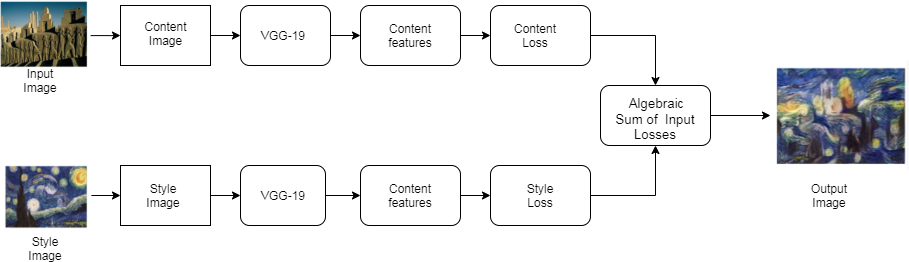 Input
Image
Content
Image
VGG-19
Content
features
Content
Loss
Algebraic
Sum of Input
Losses
Output
Image
Style
Image
Style
Image
VGG-19
Content
features
Style
Loss